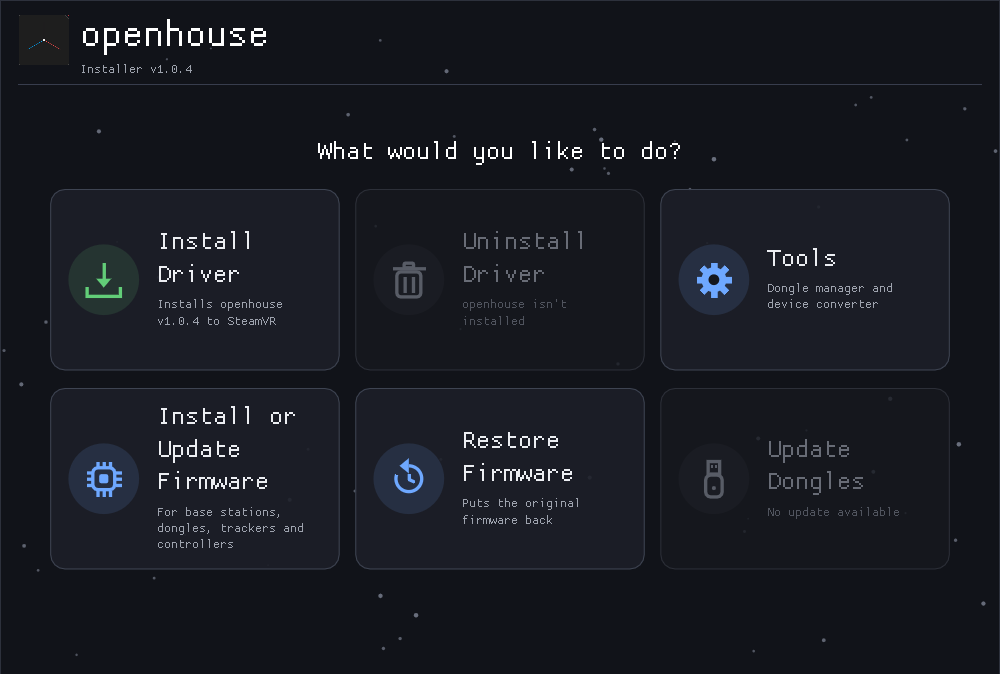 openhouse
Installer v1.0.4
What would you like to do?
Install
Driver
Installs openhouse
v1.0.4 to SteamVR
Uninstall
Driver
openhouse isn't
installed
Tools
Dongle manager and
device converter
Install or
Update
Firmware
For base stations,
dongles, trackers and
controllers
Restore
Firmware
Puts the original
firmware back
Update
Dongles
No update available